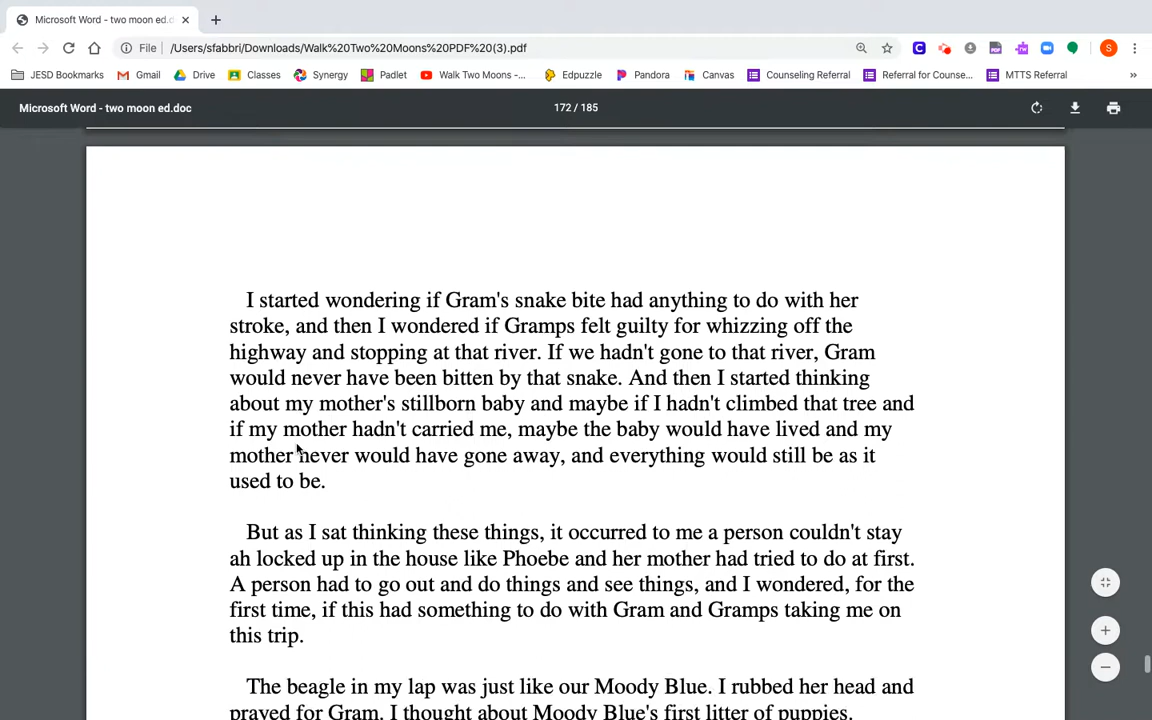 Microsoft Word - two moon ed.d
File /Users/sfabbri/Downloads/Walk%20Two%20Moons%20PDF%20(3).pdf
S
JESD Bookmarks Gmail Drive Classes Synergy Padlet Walk Two Moons -... Edpuzzle Pandora Canvas Counseling Referral Referral for Counse... MTTS Referral »
Microsoft Word - two moon ed.doc 172 / 185
I started wondering if Gram's snake bite had anything to do with her
stroke, and then I wondered if Gramps felt guilty for whizzing off the
highway and stopping at that river. If we hadn't gone to that river, Gram
would never have been bitten by that snake. And then I started thinking
about my mother's stillborn baby and maybe if I hadn't climbed that tree and
if my mother hadn't carried me, maybe the baby would have lived and my
mother never would have gone away, and everything would still be as it
used to be.
But as I sat thinking these things, it occurred to me a person couldn't stay
ah locked up in the house like Phoebe and her mother had tried to do at first.
A person had to go out and do things and see things, and I wondered, for the
first time, if this had something to do with Gram and Gramps taking me on
this trip.
The beagle in my lap was just like our Moody Blue. I rubbed her head and
prayed for Gram. I thought about Moody Blue's first litter of puppies.